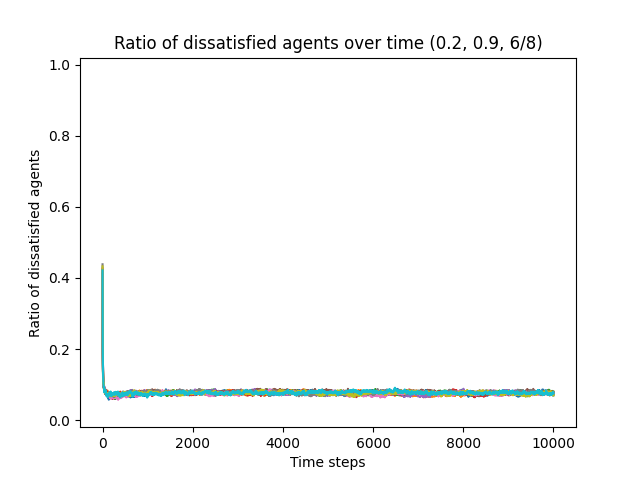 Ratio of dissatisfied agents over time (0.2, 0.9, 6/8)
1.0
0.8
0.6
0.4
0.2
0.0
Ratio of dissatisfied agents
0 2000 4000 6000 8000 10000
Time steps